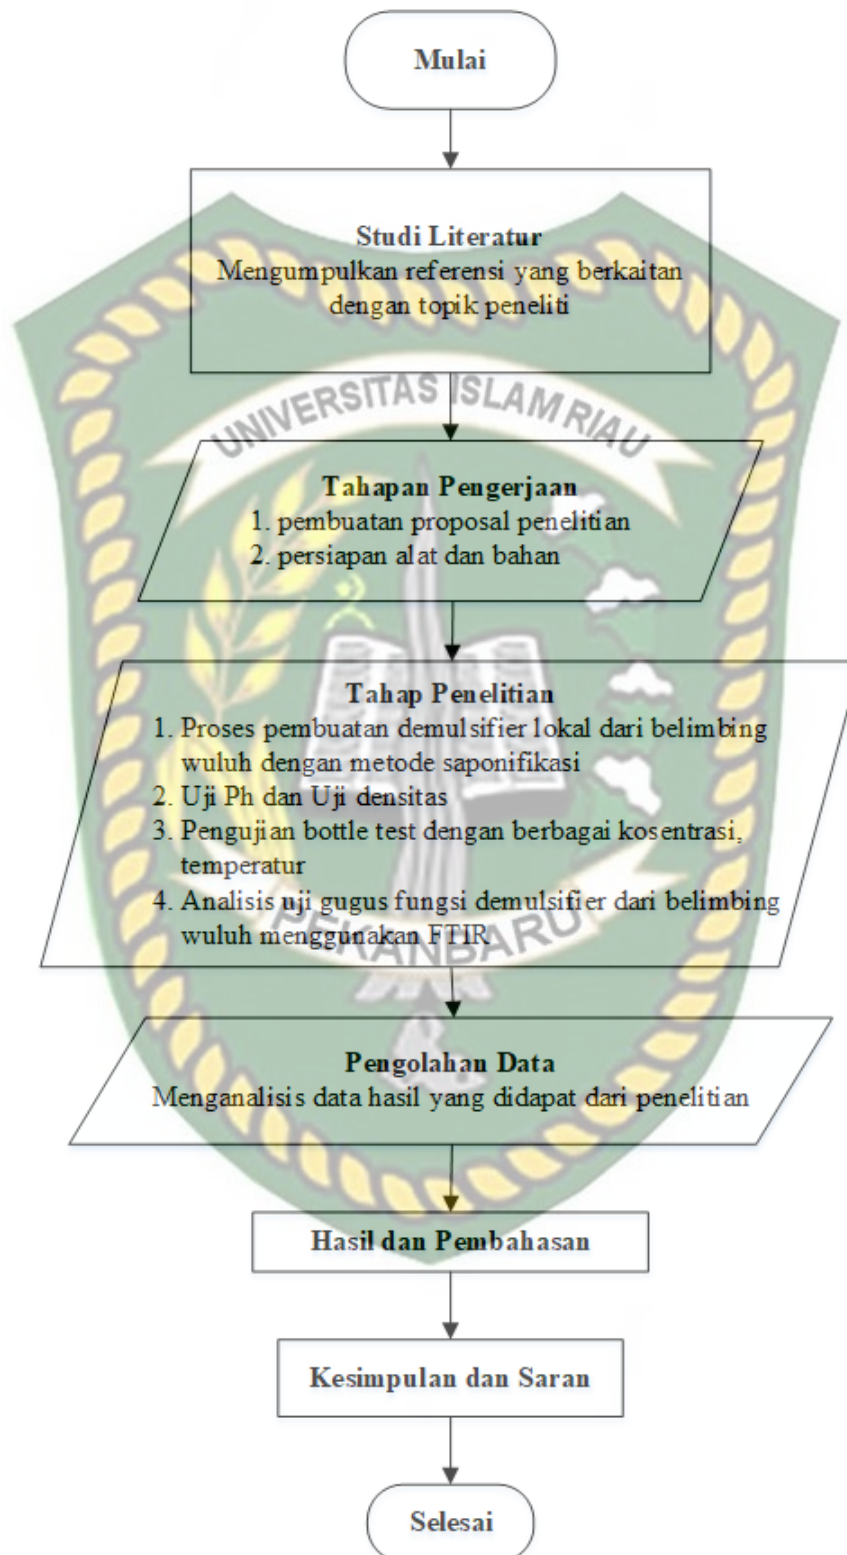 Mulai
Studi Literatur
Mengumpulkan referensi yang berkaitan
dengan topik peneliti
UNIVERSITAS ISLAM RIAU
Tahapan Pengerjaan
1. pembuatan proposal penelitian
2. persiapan alat dan bahan
Tahap Penelitian
1. Proses pembuatan demulsifier lokal dari belimbing
wuluh dengan metode saponifikasi
2. Uji Ph dan Uji densitas
3. Pengujian bottle test dengan berbagai kosentrasi,
temperatur
4. Analisis uji gugus fungsi demulsifier dari belimbing
wuluh menggunakan FTIR
PEKANBARU
Pengolahan Data
Menganalisis data hasil yang didapat dari penelitian
Hasil dan Pembahasan
Kesimpulan dan Saran
Selesai